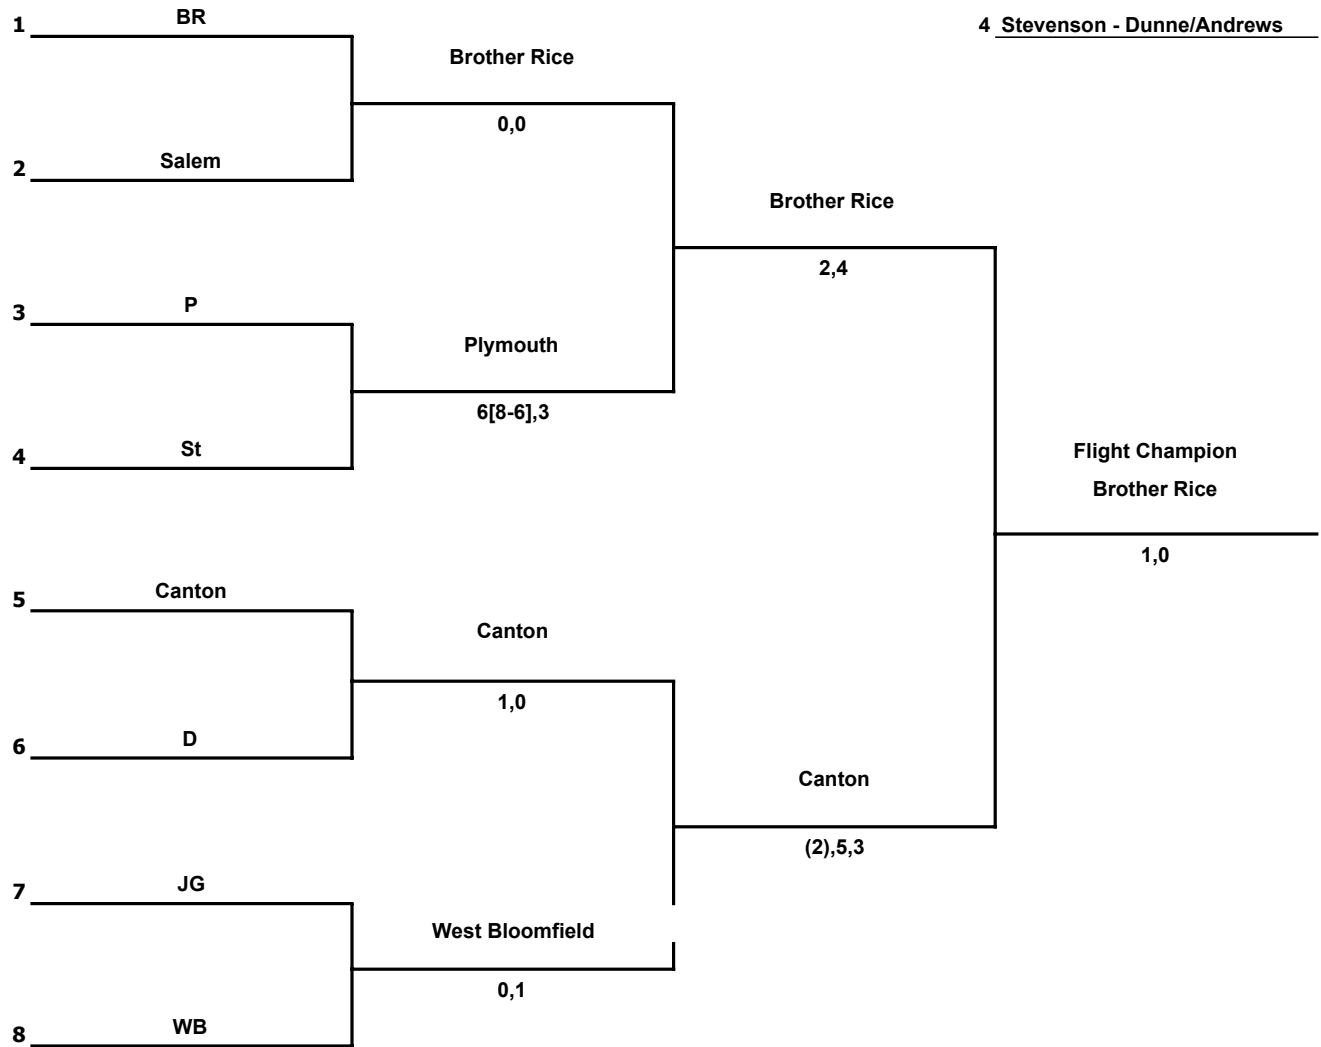 1 BR
4 Stevenson - Dunne/Andrews
Brother Rice
0,0
2 Salem
Brother Rice
2,4
3 P
Plymouth
6[8-6],3
4 St
Flight Champion
Brother Rice
1,0
5 Canton
Canton
1,0
6 D
Canton
(2),5,3
7 JG
West Bloomfield
0,1
8 WB